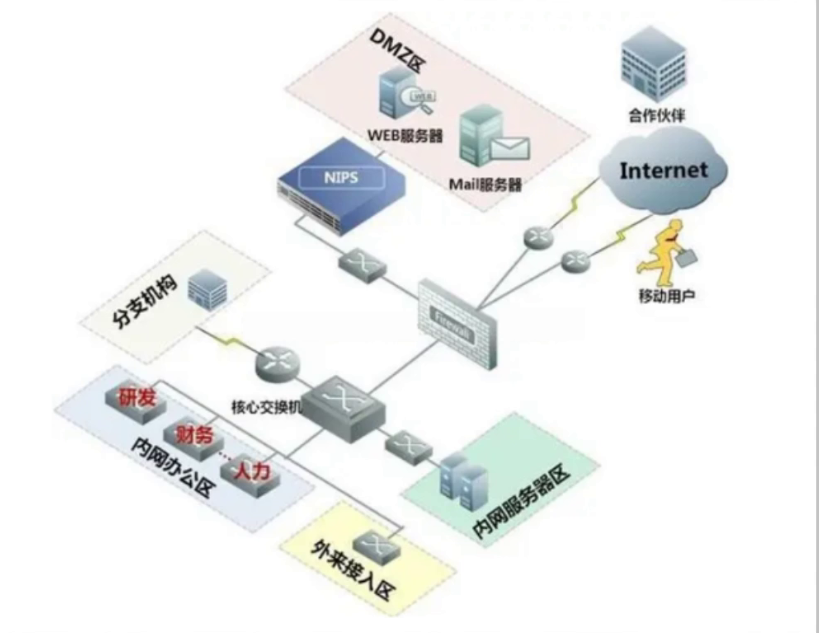 DMZ区
WEB
WEB服务器
Mail服务器
合作伙伴
Internet
移动用户
NIPS
Firewall
分支机构
核心交换机
研发
财务
人力
内网办公区
内网服务器区
外来接入区